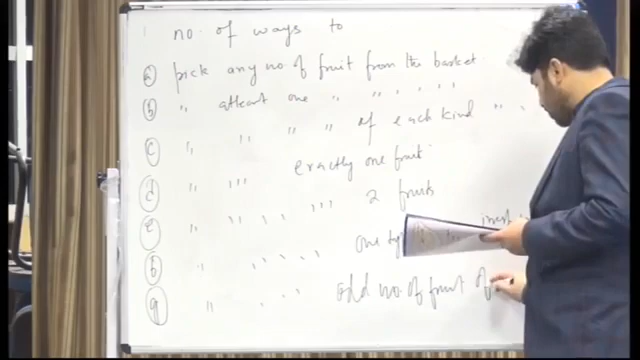 no. of ways to
(a) pick any no. of fruit from the basket
(b) " atleast one " " " " "
(c) " " " " of each kind " "
(d) " " " exactly one fruit
(e) " " " " " 2 fruits
(f) " " " " one
(g) " " " " odd no. of fruit of